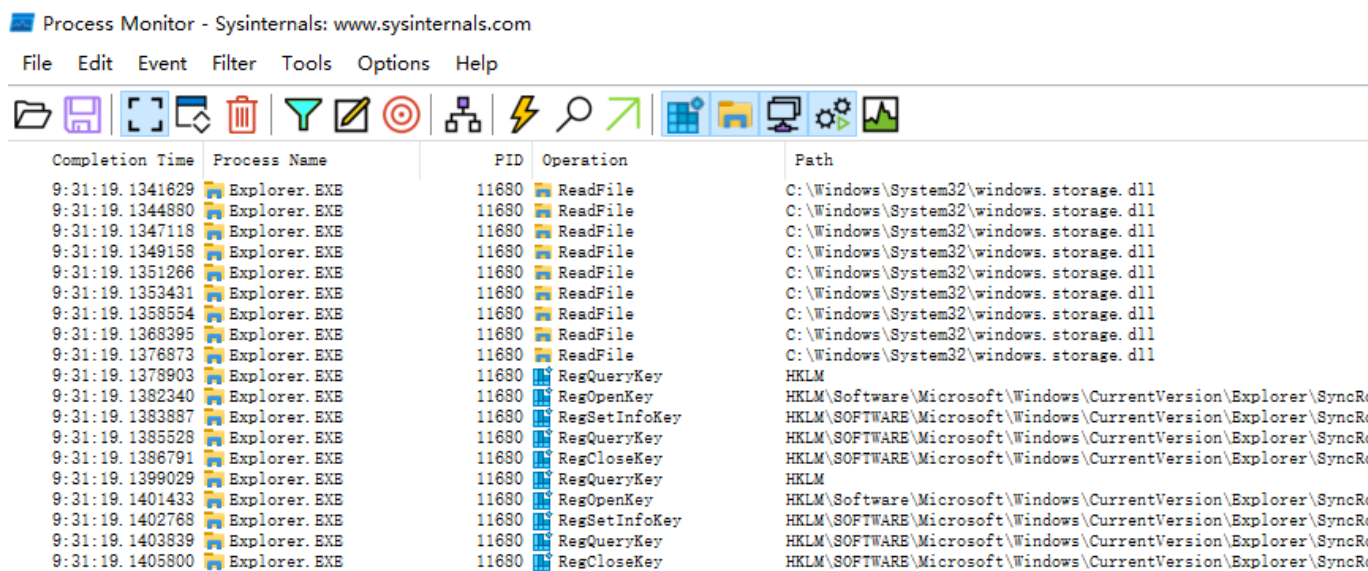 Process Monitor - Sysinternals: www.sysinternals.com
File Edit Event Filter Tools Options Help
Completion Time Process Name PID Operation Path
9:31:19.1341629 Explorer.EXE 11680 ReadFile C:\Windows\System32\windows.storage.dll
9:31:19.1344880 Explorer.EXE 11680 ReadFile C:\Windows\System32\windows.storage.dll
9:31:19.1347118 Explorer.EXE 11680 ReadFile C:\Windows\System32\windows.storage.dll
9:31:19.1349158 Explorer.EXE 11680 ReadFile C:\Windows\System32\windows.storage.dll
9:31:19.1351266 Explorer.EXE 11680 ReadFile C:\Windows\System32\windows.storage.dll
9:31:19.1353431 Explorer.EXE 11680 ReadFile C:\Windows\System32\windows.storage.dll
9:31:19.1358554 Explorer.EXE 11680 ReadFile C:\Windows\System32\windows.storage.dll
9:31:19.1368395 Explorer.EXE 11680 ReadFile C:\Windows\System32\windows.storage.dll
9:31:19.1376873 Explorer.EXE 11680 ReadFile C:\Windows\System32\windows.storage.dll
9:31:19.1378903 Explorer.EXE 11680 RegQueryKey HKLM
9:31:19.1382340 Explorer.EXE 11680 RegOpenKey HKLM\Software\Microsoft\Windows\CurrentVersion\Explorer\SyncRo
9:31:19.1383887 Explorer.EXE 11680 RegSetInfoKey HKLM\SOFTWARE\Microsoft\Windows\CurrentVersion\Explorer\SyncRo
9:31:19.1385528 Explorer.EXE 11680 RegQueryKey HKLM\SOFTWARE\Microsoft\Windows\CurrentVersion\Explorer\SyncRo
9:31:19.1386791 Explorer.EXE 11680 RegCloseKey HKLM\SOFTWARE\Microsoft\Windows\CurrentVersion\Explorer\SyncRo
9:31:19.1399029 Explorer.EXE 11680 RegQueryKey HKLM
9:31:19.1401433 Explorer.EXE 11680 RegOpenKey HKLM\Software\Microsoft\Windows\CurrentVersion\Explorer\SyncRo
9:31:19.1402768 Explorer.EXE 11680 RegSetInfoKey HKLM\SOFTWARE\Microsoft\Windows\CurrentVersion\Explorer\SyncRo
9:31:19.1403839 Explorer.EXE 11680 RegQueryKey HKLM\SOFTWARE\Microsoft\Windows\CurrentVersion\Explorer\SyncRo
9:31:19.1405800 Explorer.EXE 11680 RegCloseKey HKLM\SOFTWARE\Microsoft\Windows\CurrentVersion\Explorer\SyncRo